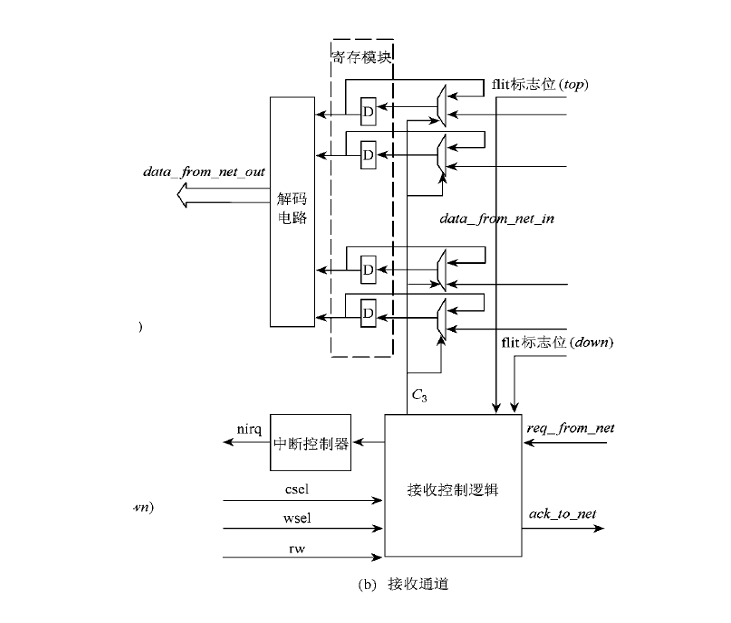 寄存模块
flit标志位(top)
D
D
data_from_net_out
解码
电路
data_from_net_in
D
D
)
flit标志位(down)
C3
nirq
中断控制器
req_from_net
接收控制逻辑
csel
wn)
wsel
ack_to_net
rw
(b) 接收通道